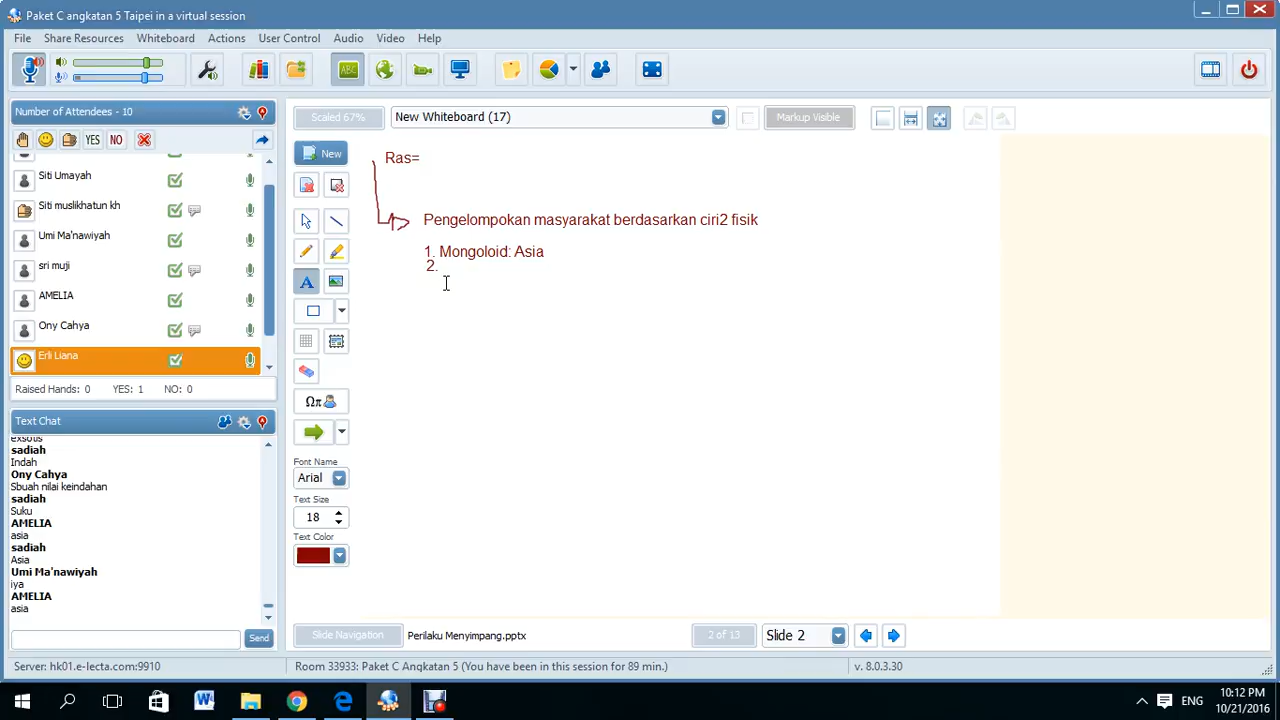 Paket C angkatan 5 Taipei in a virtual session
File Share Resources Whiteboard Actions User Control Audio Video Help
ABC
Number of Attendees - 10
YES NO
Siti Umayah
Siti muslikhatun kh
Umi Ma'nawiyah
sri muji
AMELIA
Ony Cahya
Erli Liana
Raised Hands: 0 YES: 1 NO: 0
Text Chat
exsotis
sadiah
Indah
Ony Cahya
Sbuah nilai keindahan
sadiah
Suku
AMELIA
asia
sadiah
Asia
Umi Ma'nawiyah
iya
AMELIA
asia
Send
Scaled 67%
New Whiteboard (17)
Markup Visible
New
A
Ωπ
Font Name
Arial
Text Size
18
Text Color
Ras=
Pengelompokan masyarakat berdasarkan ciri2 fisik
1. Mongoloid: Asia
2.
Slide Navigation
Perilaku Menyimpang.pptx
2 of 13
Slide 2
Server: hk01.e-lecta.com:9910
Room 33933: Paket C Angkatan 5 (You have been in this session for 89 min.)
v. 8.0.3.30
ENG
10:12 PM
10/21/2016